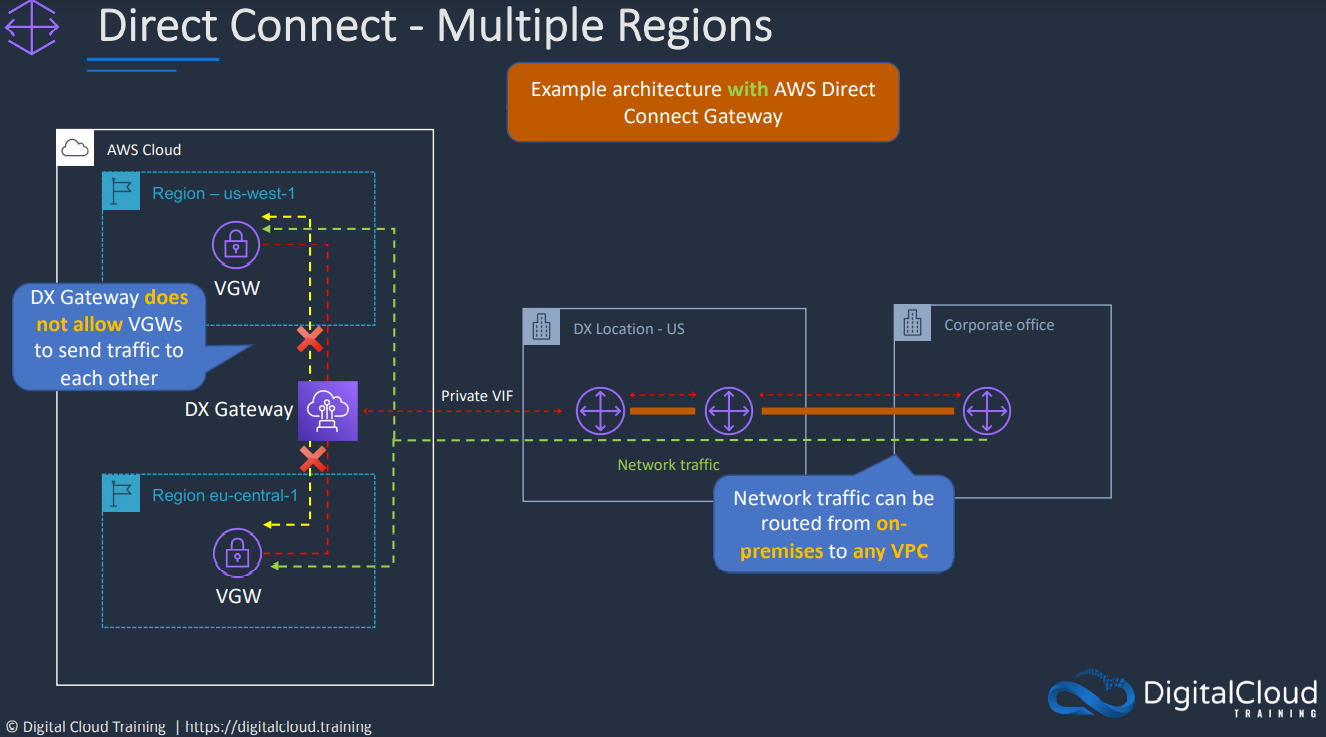 Direct Connect - Multiple Regions
Example architecture with AWS Direct
Connect Gateway
AWS Cloud
Region – us-west-1
VGW
DX Gateway does
not allow VGWs
to send traffic to
each other
DX Gateway
Private VIF
Region eu-central-1
VGW
DX Location - US
Corporate office
Network traffic
Network traffic can be
routed from on-
premises to any VPC
DigitalCloud
TRAINING
© Digital Cloud Training | https://digitalcloud.training